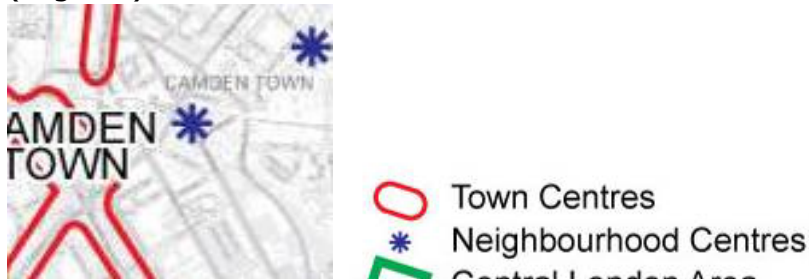 CAMDEN TOWN
AMDEN
TOWN
Town Centres
Neighbourhood Centres
Central London Area